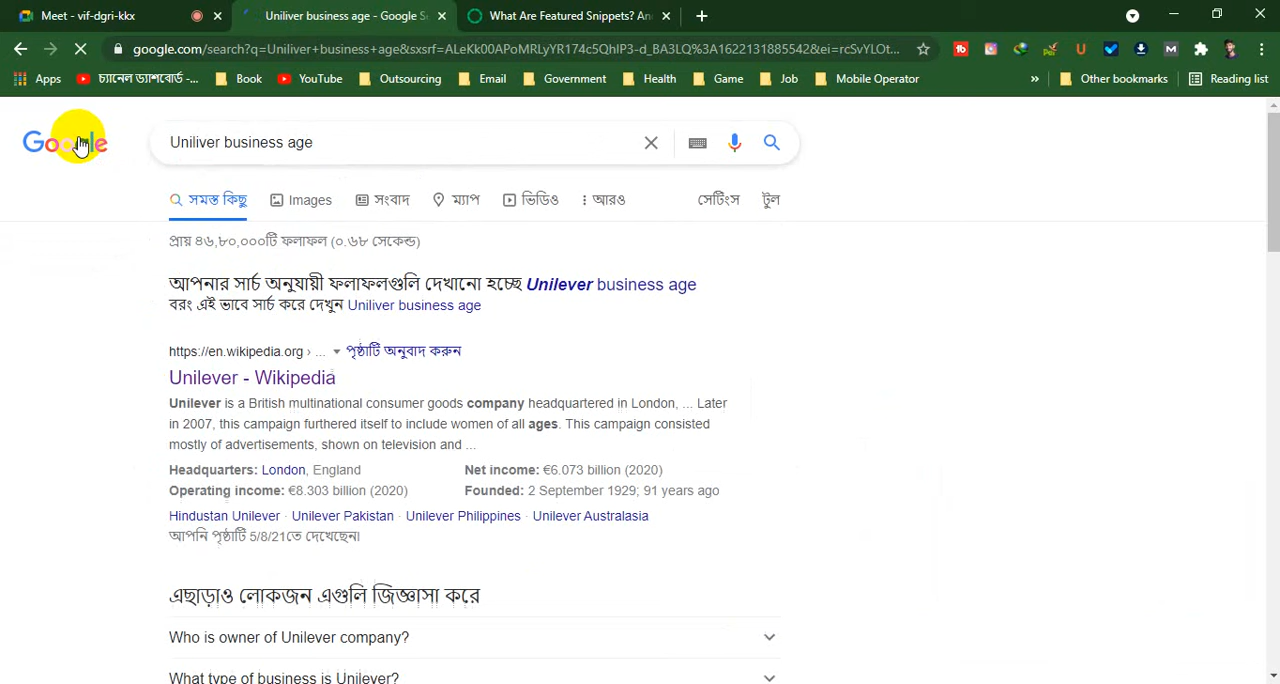 Meet - vif-dgri-kkx
Uniliver business age - Google S
What Are Featured Snippets? An
google.com/search?q=Uniliver+business+age&sxsrf=ALeKk00APoMRLyYR174c5QhIP3-d_BA3LQ%3A1622131885542&ei=rcSvYLOt...
Apps
চ্যানেল ড্যাশবোর্ড -...
Book
YouTube
Outsourcing
Email
Government
Health
Game
Job
Mobile Operator
»
Other bookmarks
Reading list
Google
Uniliver business age
সমস্ত কিছু
Images
সংবাদ
ম্যাপ
ভিডিও
আরও
সেটিংস
টুল
প্রায় ৪৬,৮০,০০০টি ফলাফল (০.৬৮ সেকেন্ড)
আপনার সার্চ অনুযায়ী ফলাফলগুলি দেখানো হচ্ছে Unilever business age
বরং এই ভাবে সার্চ করে দেখুন Uniliver business age
https://en.wikipedia.org › ... পৃষ্ঠাটি অনুবাদ করুন
Unilever - Wikipedia
Unilever is a British multinational consumer goods company headquartered in London, ... Later
in 2007, this campaign furthered itself to include women of all ages. This campaign consisted
mostly of advertisements, shown on television and ...
Headquarters: London, England
Net income: €6.073 billion (2020)
Operating income: €8.303 billion (2020)
Founded: 2 September 1929; 91 years ago
Hindustan Unilever · Unilever Pakistan · Unilever Philippines · Unilever Australasia
আপনি পৃষ্ঠাটি 5/8/21তে দেখেছেন।
এছাড়াও লোকজন এগুলি জিজ্ঞাসা করে
Who is owner of Unilever company?
What type of business is Unilever?